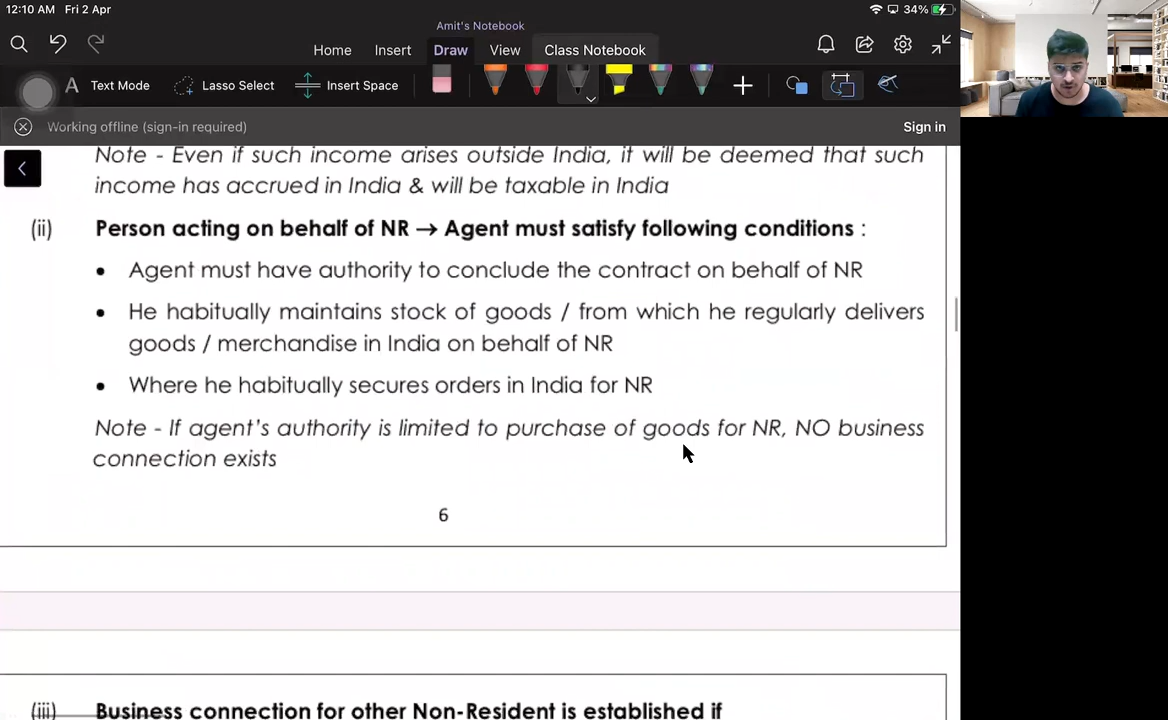 12:10 AM Fri 2 Apr
34%
Amit's Notebook
Home Insert Draw View Class Notebook
A Text Mode Lasso Select Insert Space
Working offline (sign-in required) Sign in
Note - Even if such income arises outside India, it will be deemed that such
income has accrued in India & will be taxable in India
(ii) Person acting on behalf of NR → Agent must satisfy following conditions :
• Agent must have authority to conclude the contract on behalf of NR
• He habitually maintains stock of goods / from which he regularly delivers
goods / merchandise in India on behalf of NR
• Where he habitually secures orders in India for NR
Note - If agent's authority is limited to purchase of goods for NR, NO business
connection exists
6
(iii) Business connection for other Non-Resident is established if